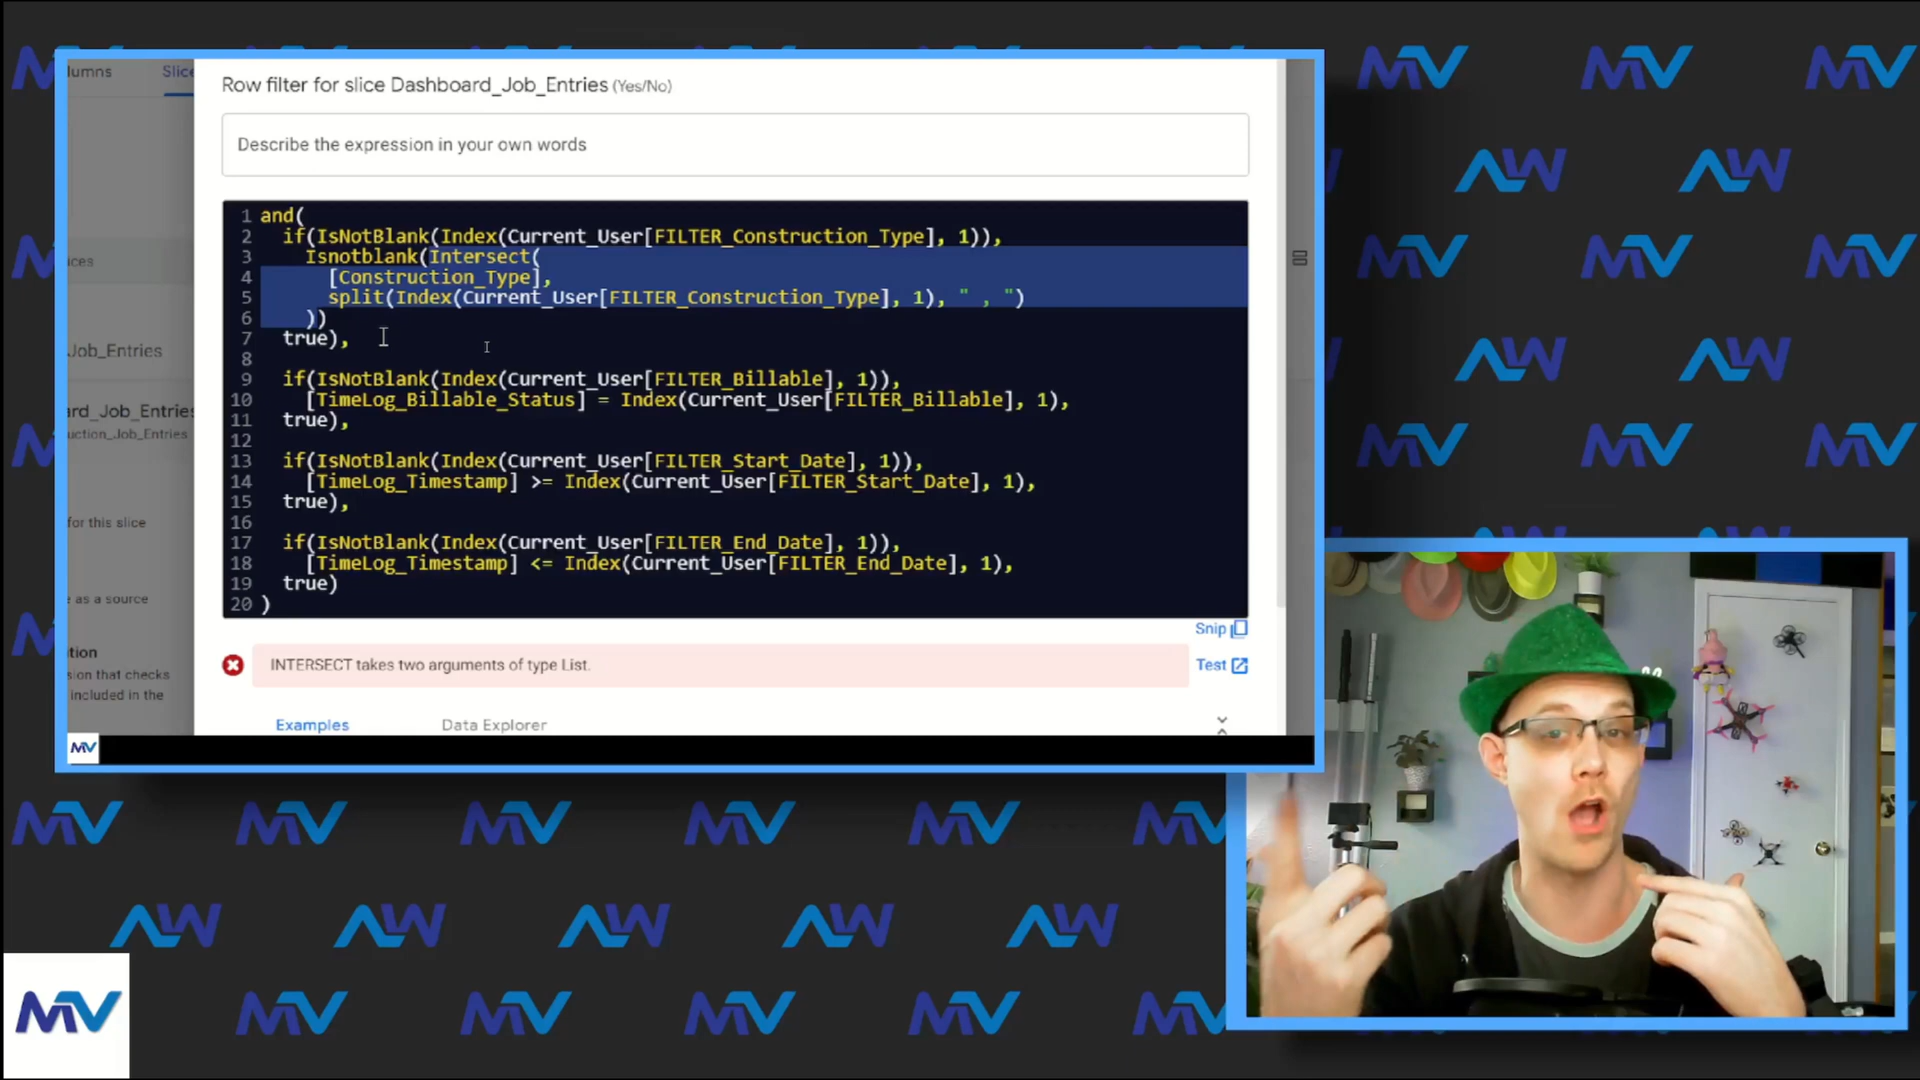 lumns
Slice
ices
Job_Entries
ard_Job_Entries
uction_Job_Entries
for this slice
e as a source
tion
sion that checks
included in the
Row filter for slice Dashboard_Job_Entries (Yes/No)
Describe the expression in your own words
1 and(
2 if(IsNotBlank(Index(Current_User[FILTER_Construction_Type], 1)),
3 Isnotblank(Intersect(
4 [Construction_Type],
5 split(Index(Current_User[FILTER_Construction_Type], 1), " , ")
6 ))
7 true),
8
9 if(IsNotBlank(Index(Current_User[FILTER_Billable], 1)),
10 [TimeLog_Billable_Status] = Index(Current_User[FILTER_Billable], 1),
11 true),
12
13 if(IsNotBlank(Index(Current_User[FILTER_Start_Date], 1)),
14 [TimeLog_Timestamp] >= Index(Current_User[FILTER_Start_Date], 1),
15 true),
16
17 if(IsNotBlank(Index(Current_User[FILTER_End_Date], 1)),
18 [TimeLog_Timestamp] <= Index(Current_User[FILTER_End_Date], 1),
19 true)
20 )
Snip
INTERSECT takes two arguments of type List.
Test
Examples
Data Explorer
MV
MV